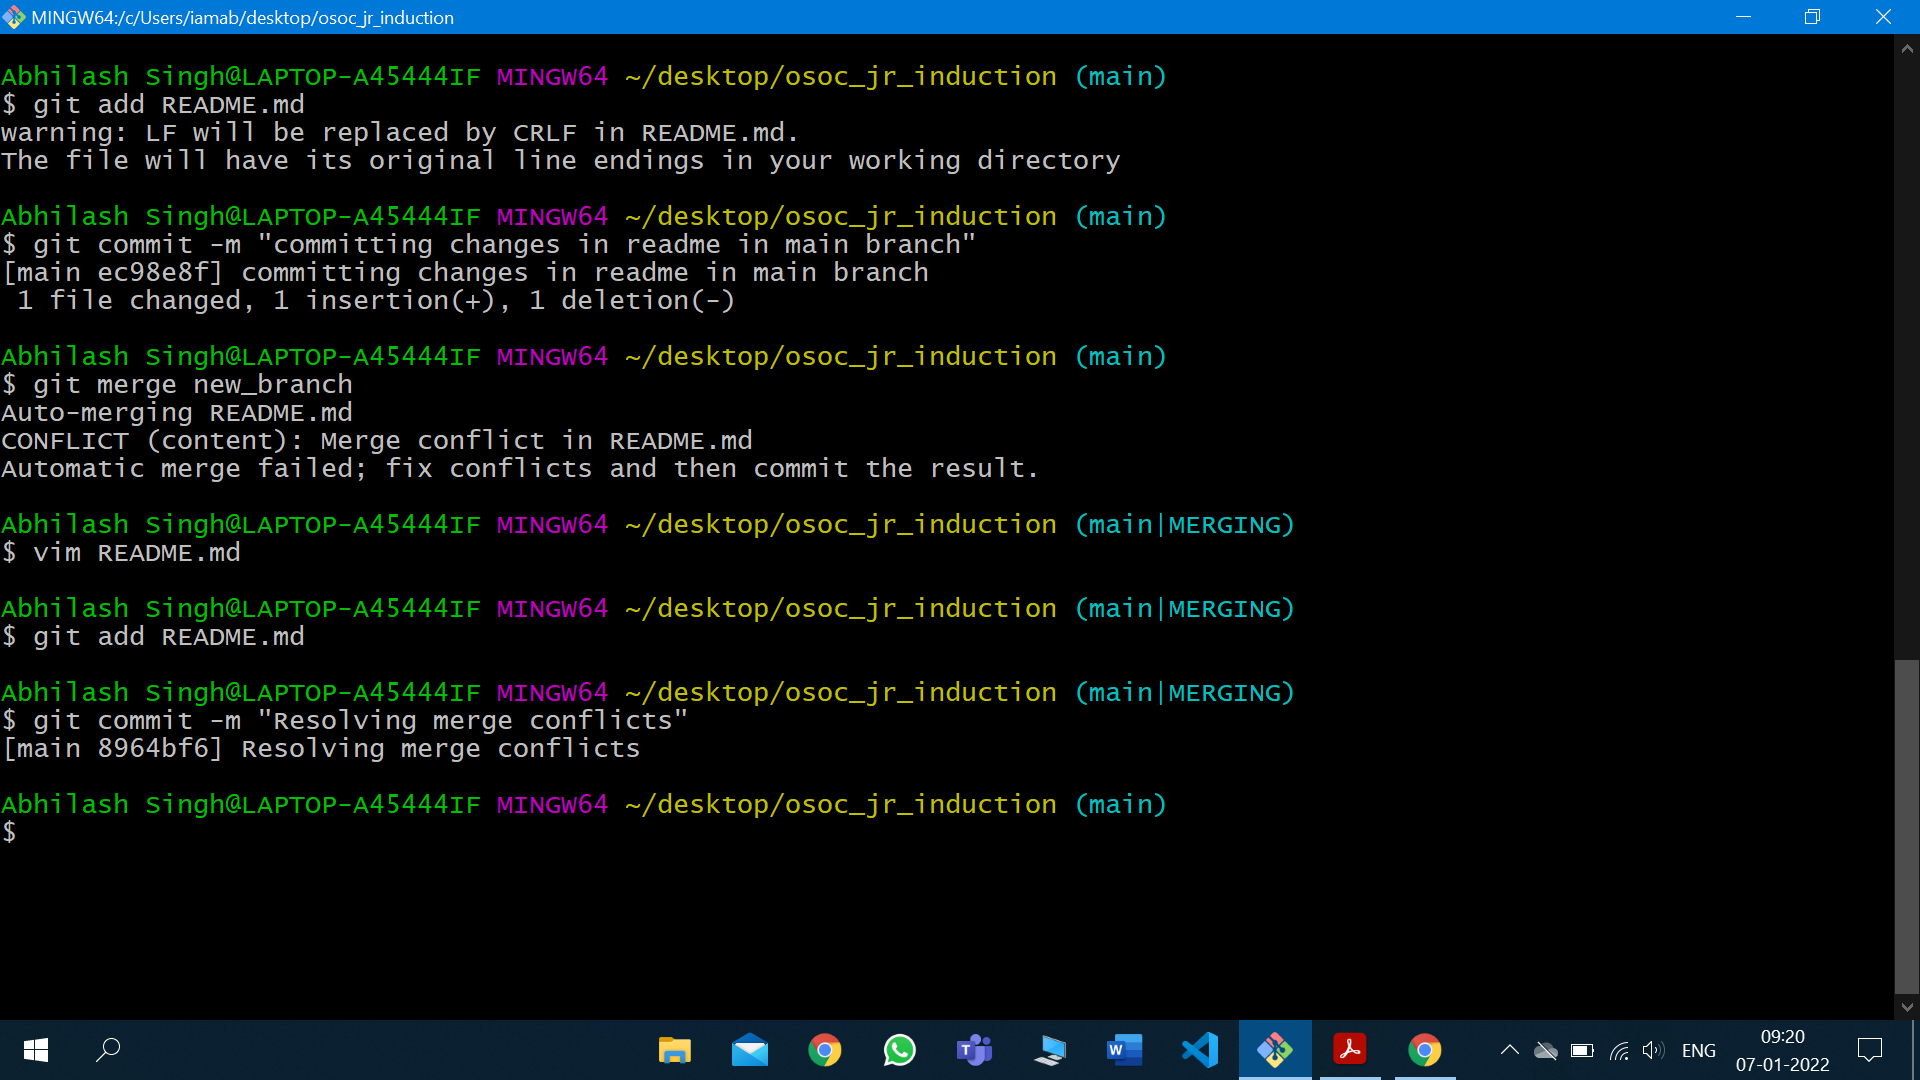 MINGW64:/c/Users/iamab/desktop/osoc_jr_induction
Abhilash Singh@LAPTOP-A45444IF MINGW64 ~/desktop/osoc_jr_induction (main)
$ git add README.md
warning: LF will be replaced by CRLF in README.md.
The file will have its original line endings in your working directory
Abhilash Singh@LAPTOP-A45444IF MINGW64 ~/desktop/osoc_jr_induction (main)
$ git commit -m "committing changes in readme in main branch"
[main ec98e8f] committing changes in readme in main branch
 1 file changed, 1 insertion(+), 1 deletion(-)
Abhilash Singh@LAPTOP-A45444IF MINGW64 ~/desktop/osoc_jr_induction (main)
$ git merge new_branch
Auto-merging README.md
CONFLICT (content): Merge conflict in README.md
Automatic merge failed; fix conflicts and then commit the result.
Abhilash Singh@LAPTOP-A45444IF MINGW64 ~/desktop/osoc_jr_induction (main|MERGING)
$ vim README.md
Abhilash Singh@LAPTOP-A45444IF MINGW64 ~/desktop/osoc_jr_induction (main|MERGING)
$ git add README.md
Abhilash Singh@LAPTOP-A45444IF MINGW64 ~/desktop/osoc_jr_induction (main|MERGING)
$ git commit -m "Resolving merge conflicts"
[main 8964bf6] Resolving merge conflicts
Abhilash Singh@LAPTOP-A45444IF MINGW64 ~/desktop/osoc_jr_induction (main)
$
ENG
09:20
07-01-2022